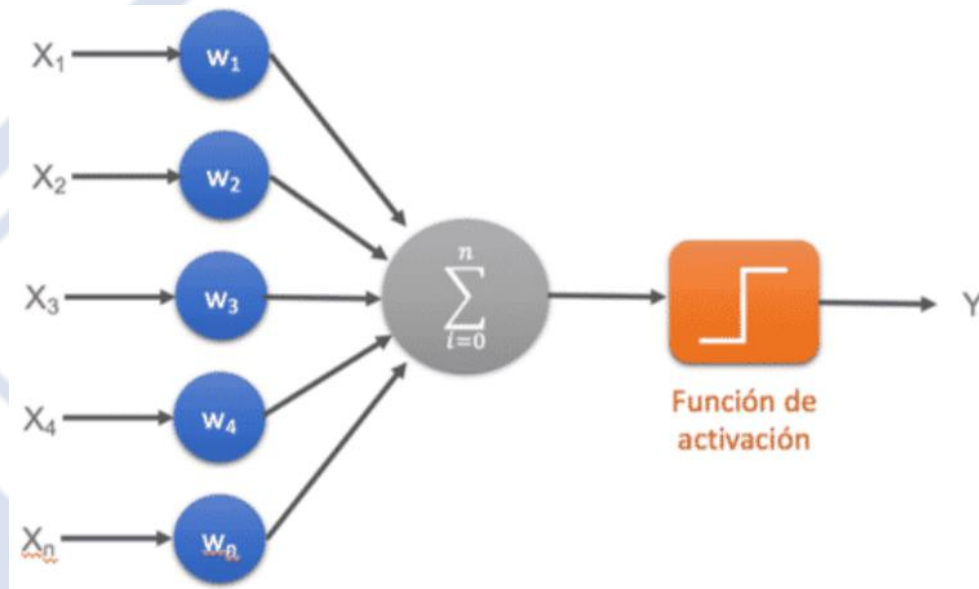 X₁
w₁
X₂
w₂
X₃
w₃
X₄
w₄
Xₙ
wₙ
n
∑
i=0
Función de
activación
Y